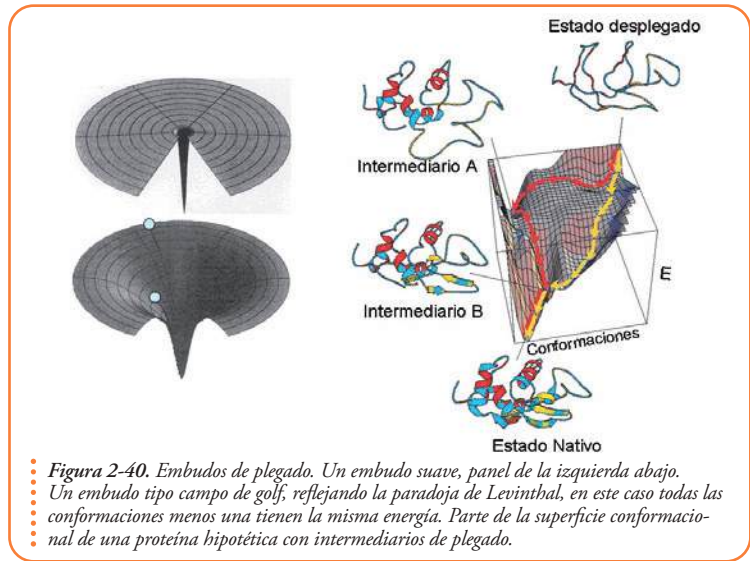 Estado desplegado
Intermediario A
Intermediario B
E
Conformaciones
Estado Nativo
Figura 2-40. Embudos de plegado. Un embudo suave, panel de la izquierda abajo.
Un embudo tipo campo de golf, reflejando la paradoja de Levinthal, en este caso todas las
conformaciones menos una tienen la misma energía. Parte de la superficie conformacio-
nal de una proteína hipotética con intermediarios de plegado.